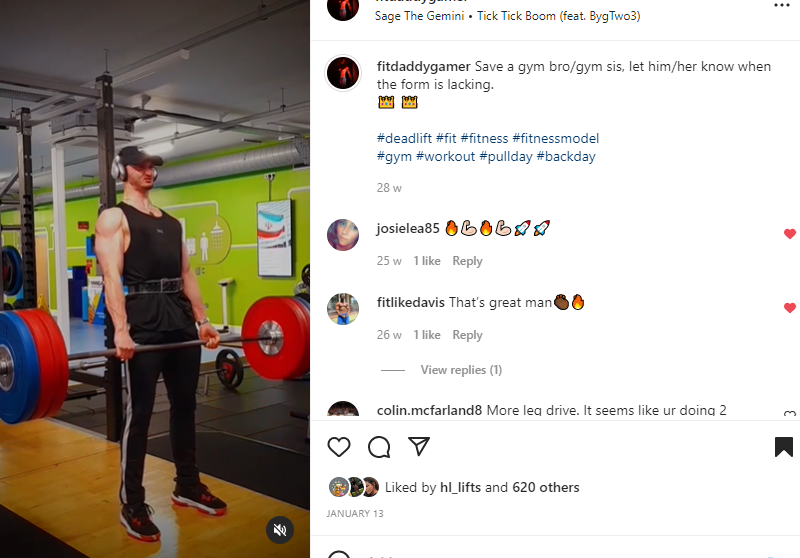 Sage The Gemini • Tick Tick Boom (feat. BygTwo3)
fitdaddygamer Save a gym bro/gym sis, let him/her know when
the form is lacking.
#deadlift #fit #fitness #fitnessmodel
#gym #workout #pullday #backday
28 w
josielea85 🔥💪🔥💪🚀🚀
25 w 1 like Reply
fitlikedavis That's great man✊🏿🔥
26 w 1 like Reply
View replies (1)
colin.mcfarland8 More leg drive. It seems like ur doing 2
Liked by hl_lifts and 620 others
JANUARY 13